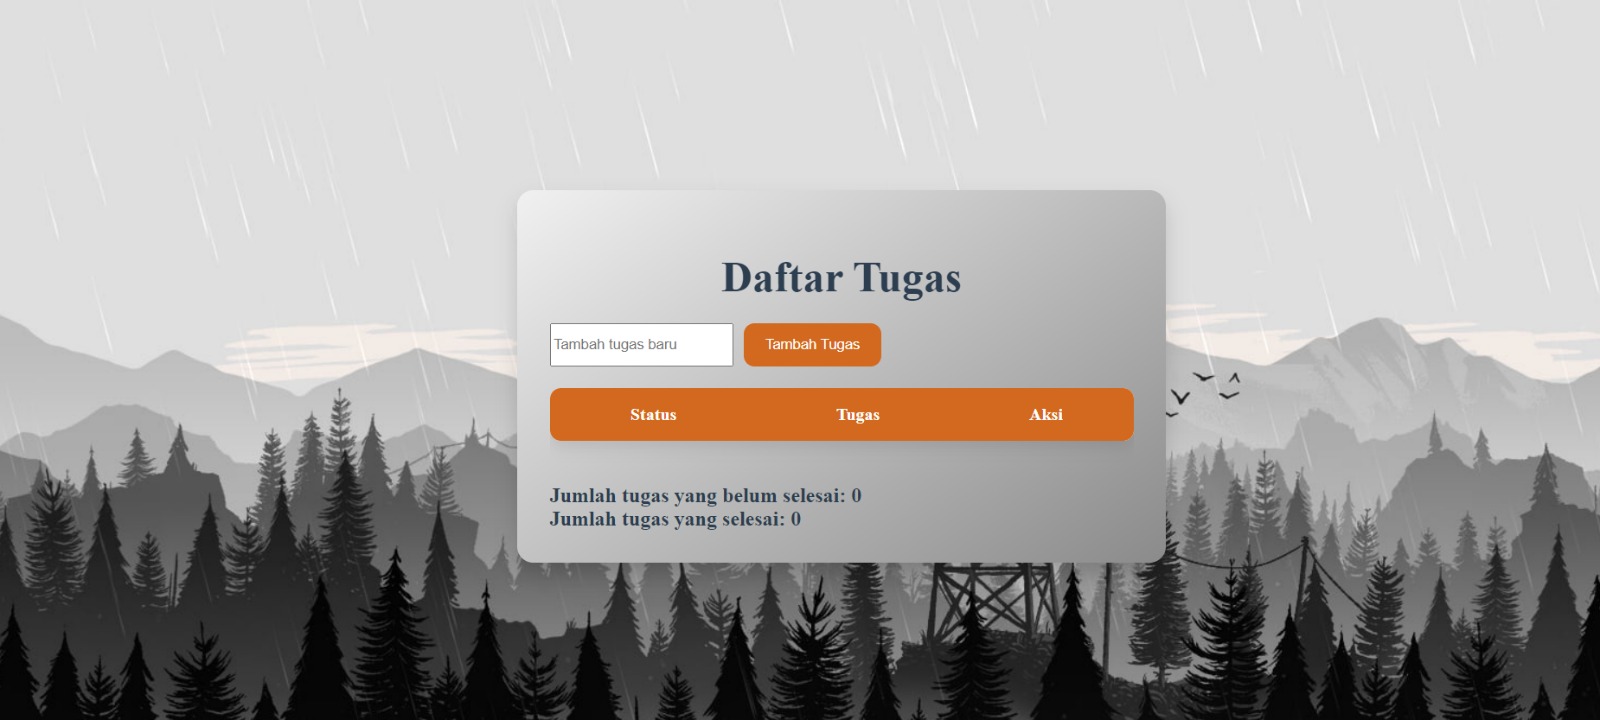 Daftar Tugas
Tambah tugas baru
Tambah Tugas
Status Tugas Aksi
Jumlah tugas yang belum selesai: 0
Jumlah tugas yang selesai: 0